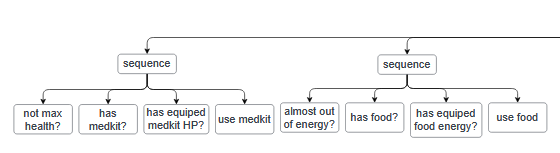 sequence
sequence
not max
health?
has
medkit?
has equiped
medkit HP?
use medkit
almost out
of energy?
has food?
has equiped
food energy?
use food